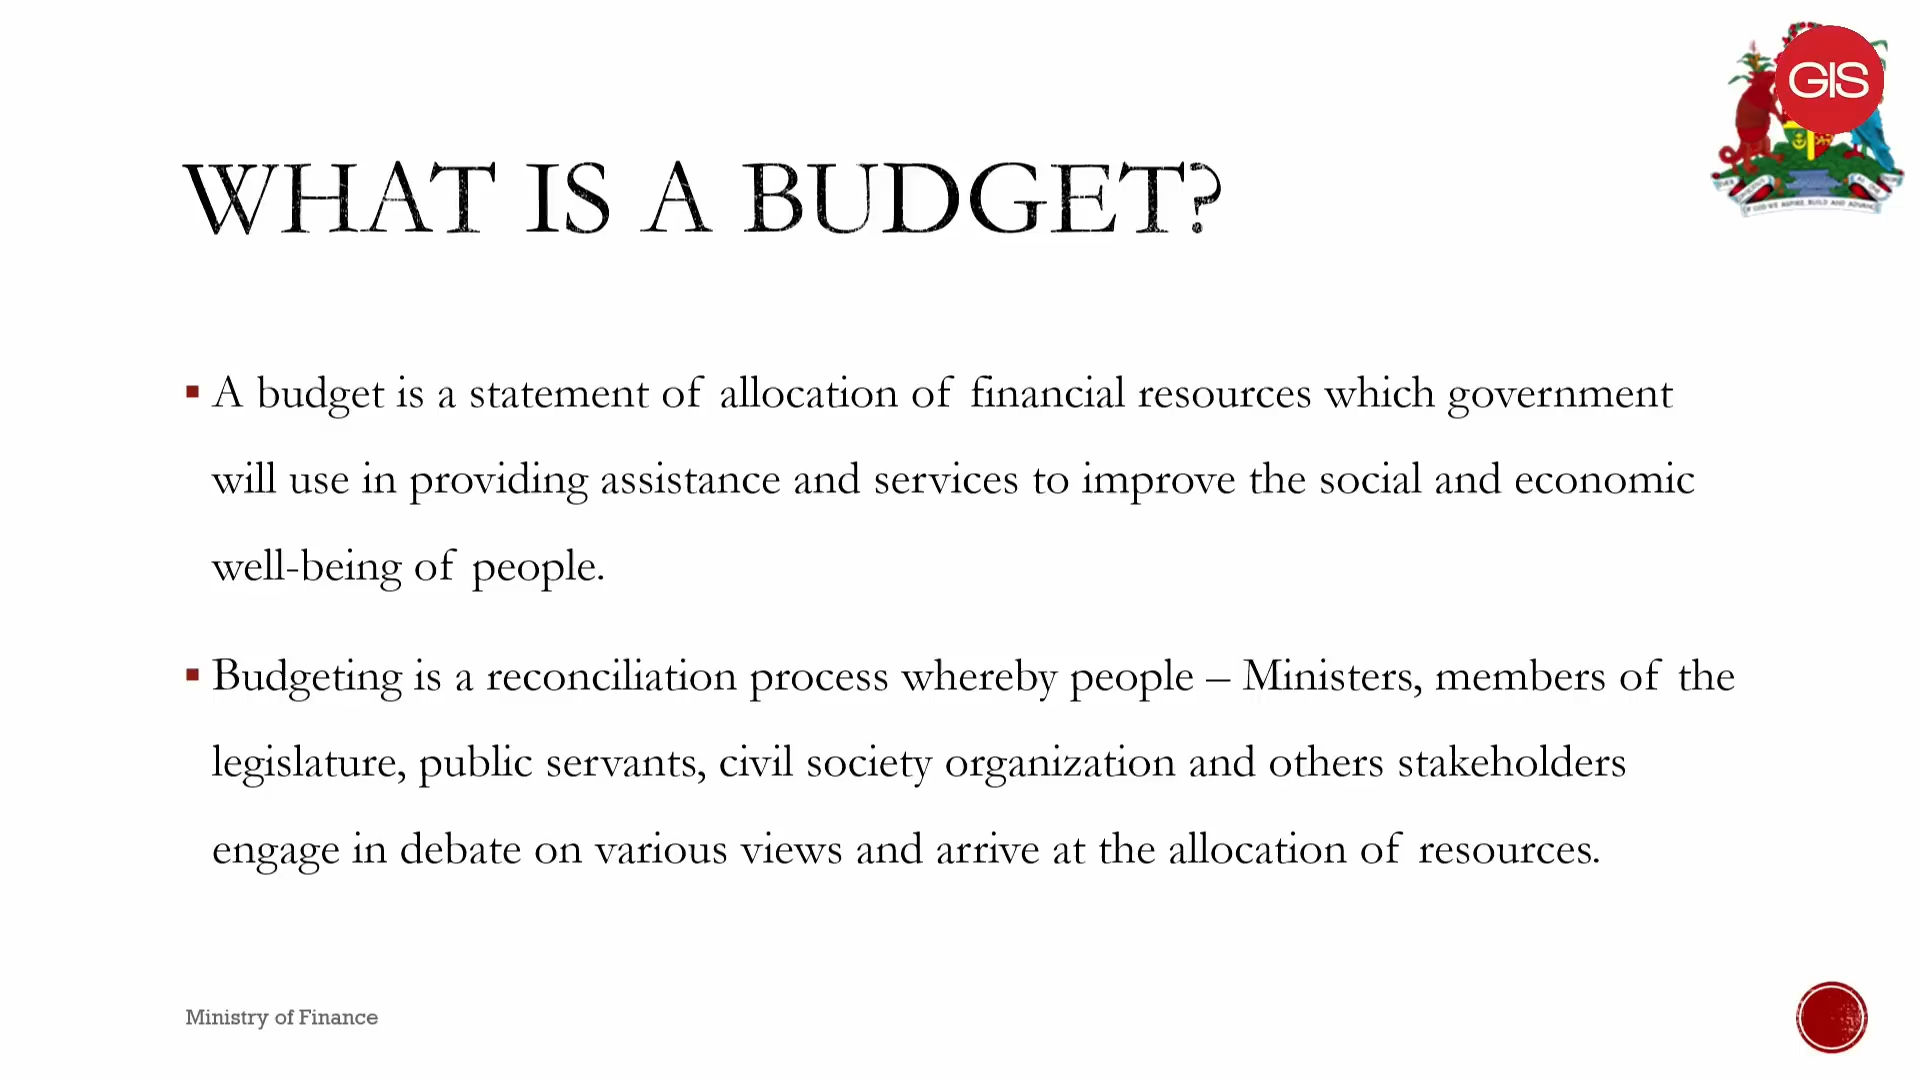 GIS
WHAT IS A BUDGET?
▪ A budget is a statement of allocation of financial resources which government
will use in providing assistance and services to improve the social and economic
well-being of people.
▪ Budgeting is a reconciliation process whereby people – Ministers, members of the
legislature, public servants, civil society organization and others stakeholders
engage in debate on various views and arrive at the allocation of resources.
Ministry of Finance